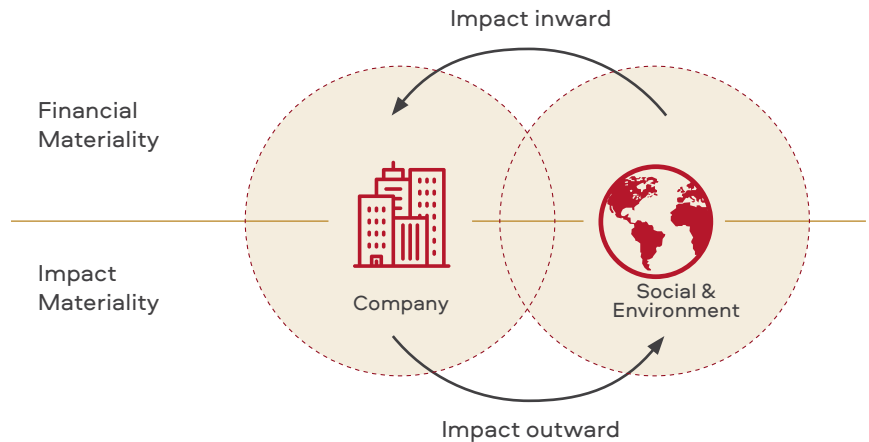 Impact inward
Financial
Materiality
Impact
Materiality
Company
Social &
Environment
Impact outward